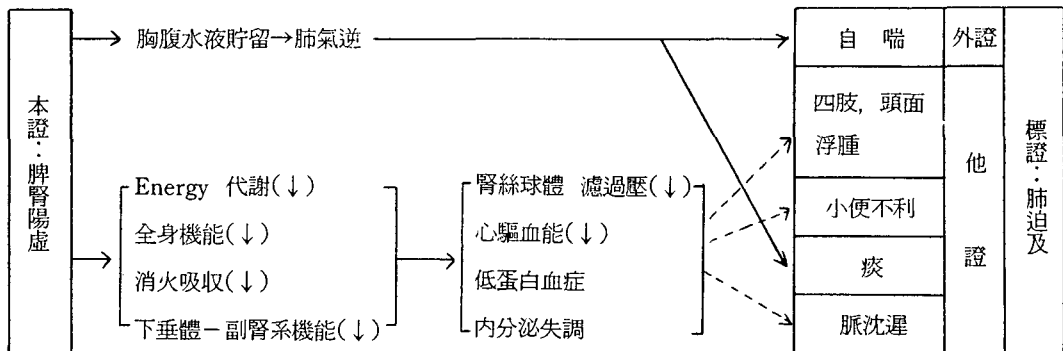 本證：脾腎陽虛
胸腹水液貯留→肺氣逆
Energy 代謝(↓)
全身機能(↓)
消火吸収(↓)
下垂體－副腎系機能(↓)
腎絲球體 濾過壓(↓)
心驅血能(↓)
低蛋白血症
内分泌失調
自喘
四肢, 頭面
浮腫
小便不利
痰
脈沈遲
外證
他證
標證：肺迫及